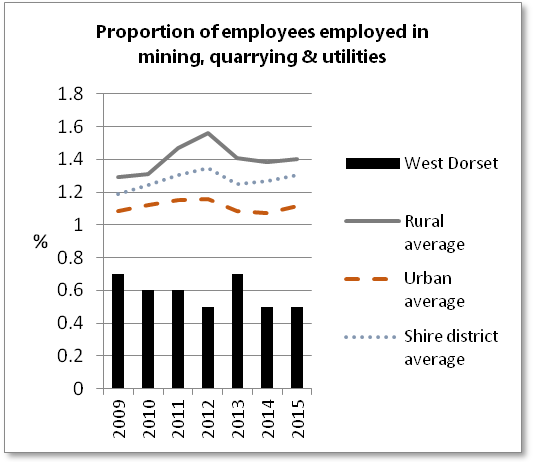 Proportion of employees employed in
mining, quarrying & utilities
1.8
1.6
1.4
1.2
1
0.8
0.6
0.4
0.2
0
%
2009
2010
2011
2012
2013
2014
2015
West Dorset
Rural
average
Urban
average
Shire district
average